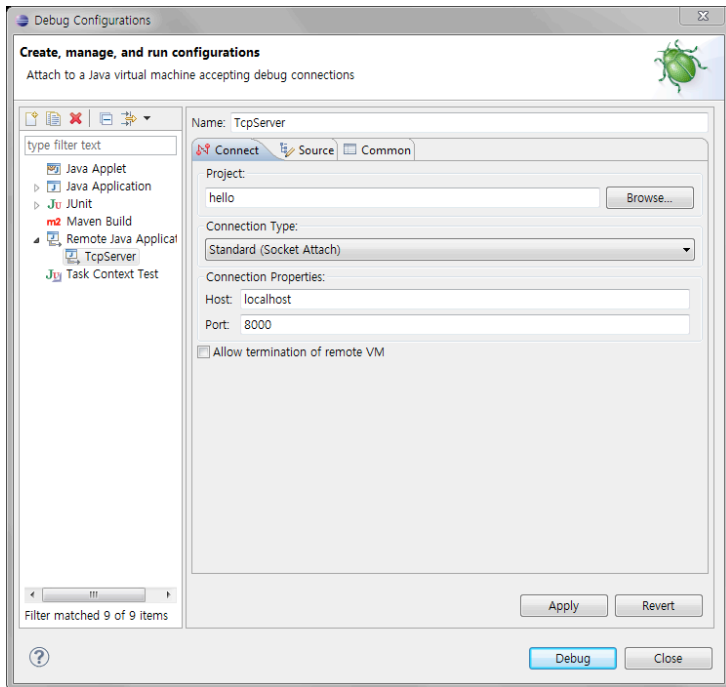 Debug Configurations
Create, manage, and run configurations
Attach to a Java virtual machine accepting debug connections
type filter text
Java Applet
Java Application
Ju JUnit
m2 Maven Build
Remote Java Applicat
TcpServer
Ju Task Context Test
Filter matched 9 of 9 items
Name: TcpServer
Connect Source Common
Project:
hello Browse...
Connection Type:
Standard (Socket Attach)
Connection Properties:
Host: localhost
Port: 8000
Allow termination of remote VM
Apply Revert
? Debug Close